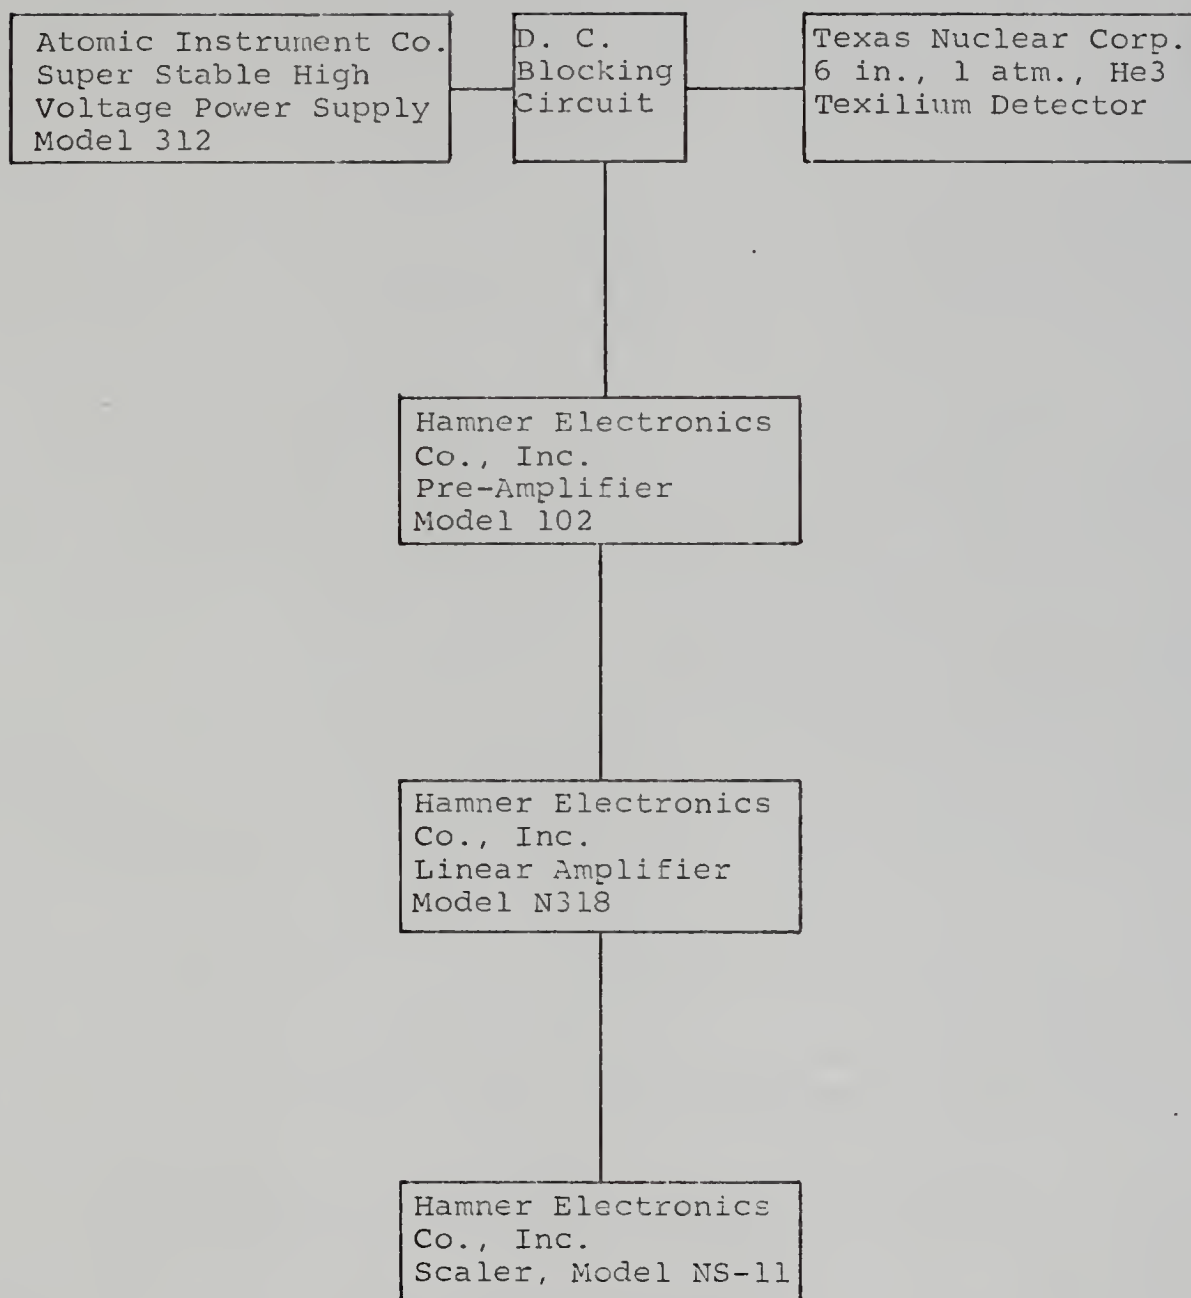 Atomic Instrument Co.
Super Stable High
Voltage Power Supply
Model 312
D. C.
Blocking
Circuit
Texas Nuclear Corp.
6 in., 1 atm., He3
Texilium Detector
Hamner Electronics
Co., Inc.
Pre-Amplifier
Model 102
Hamner Electronics
Co., Inc.
Linear Amplifier
Model N318
Hamner Electronics
Co., Inc.
Scaler, Model NS-11